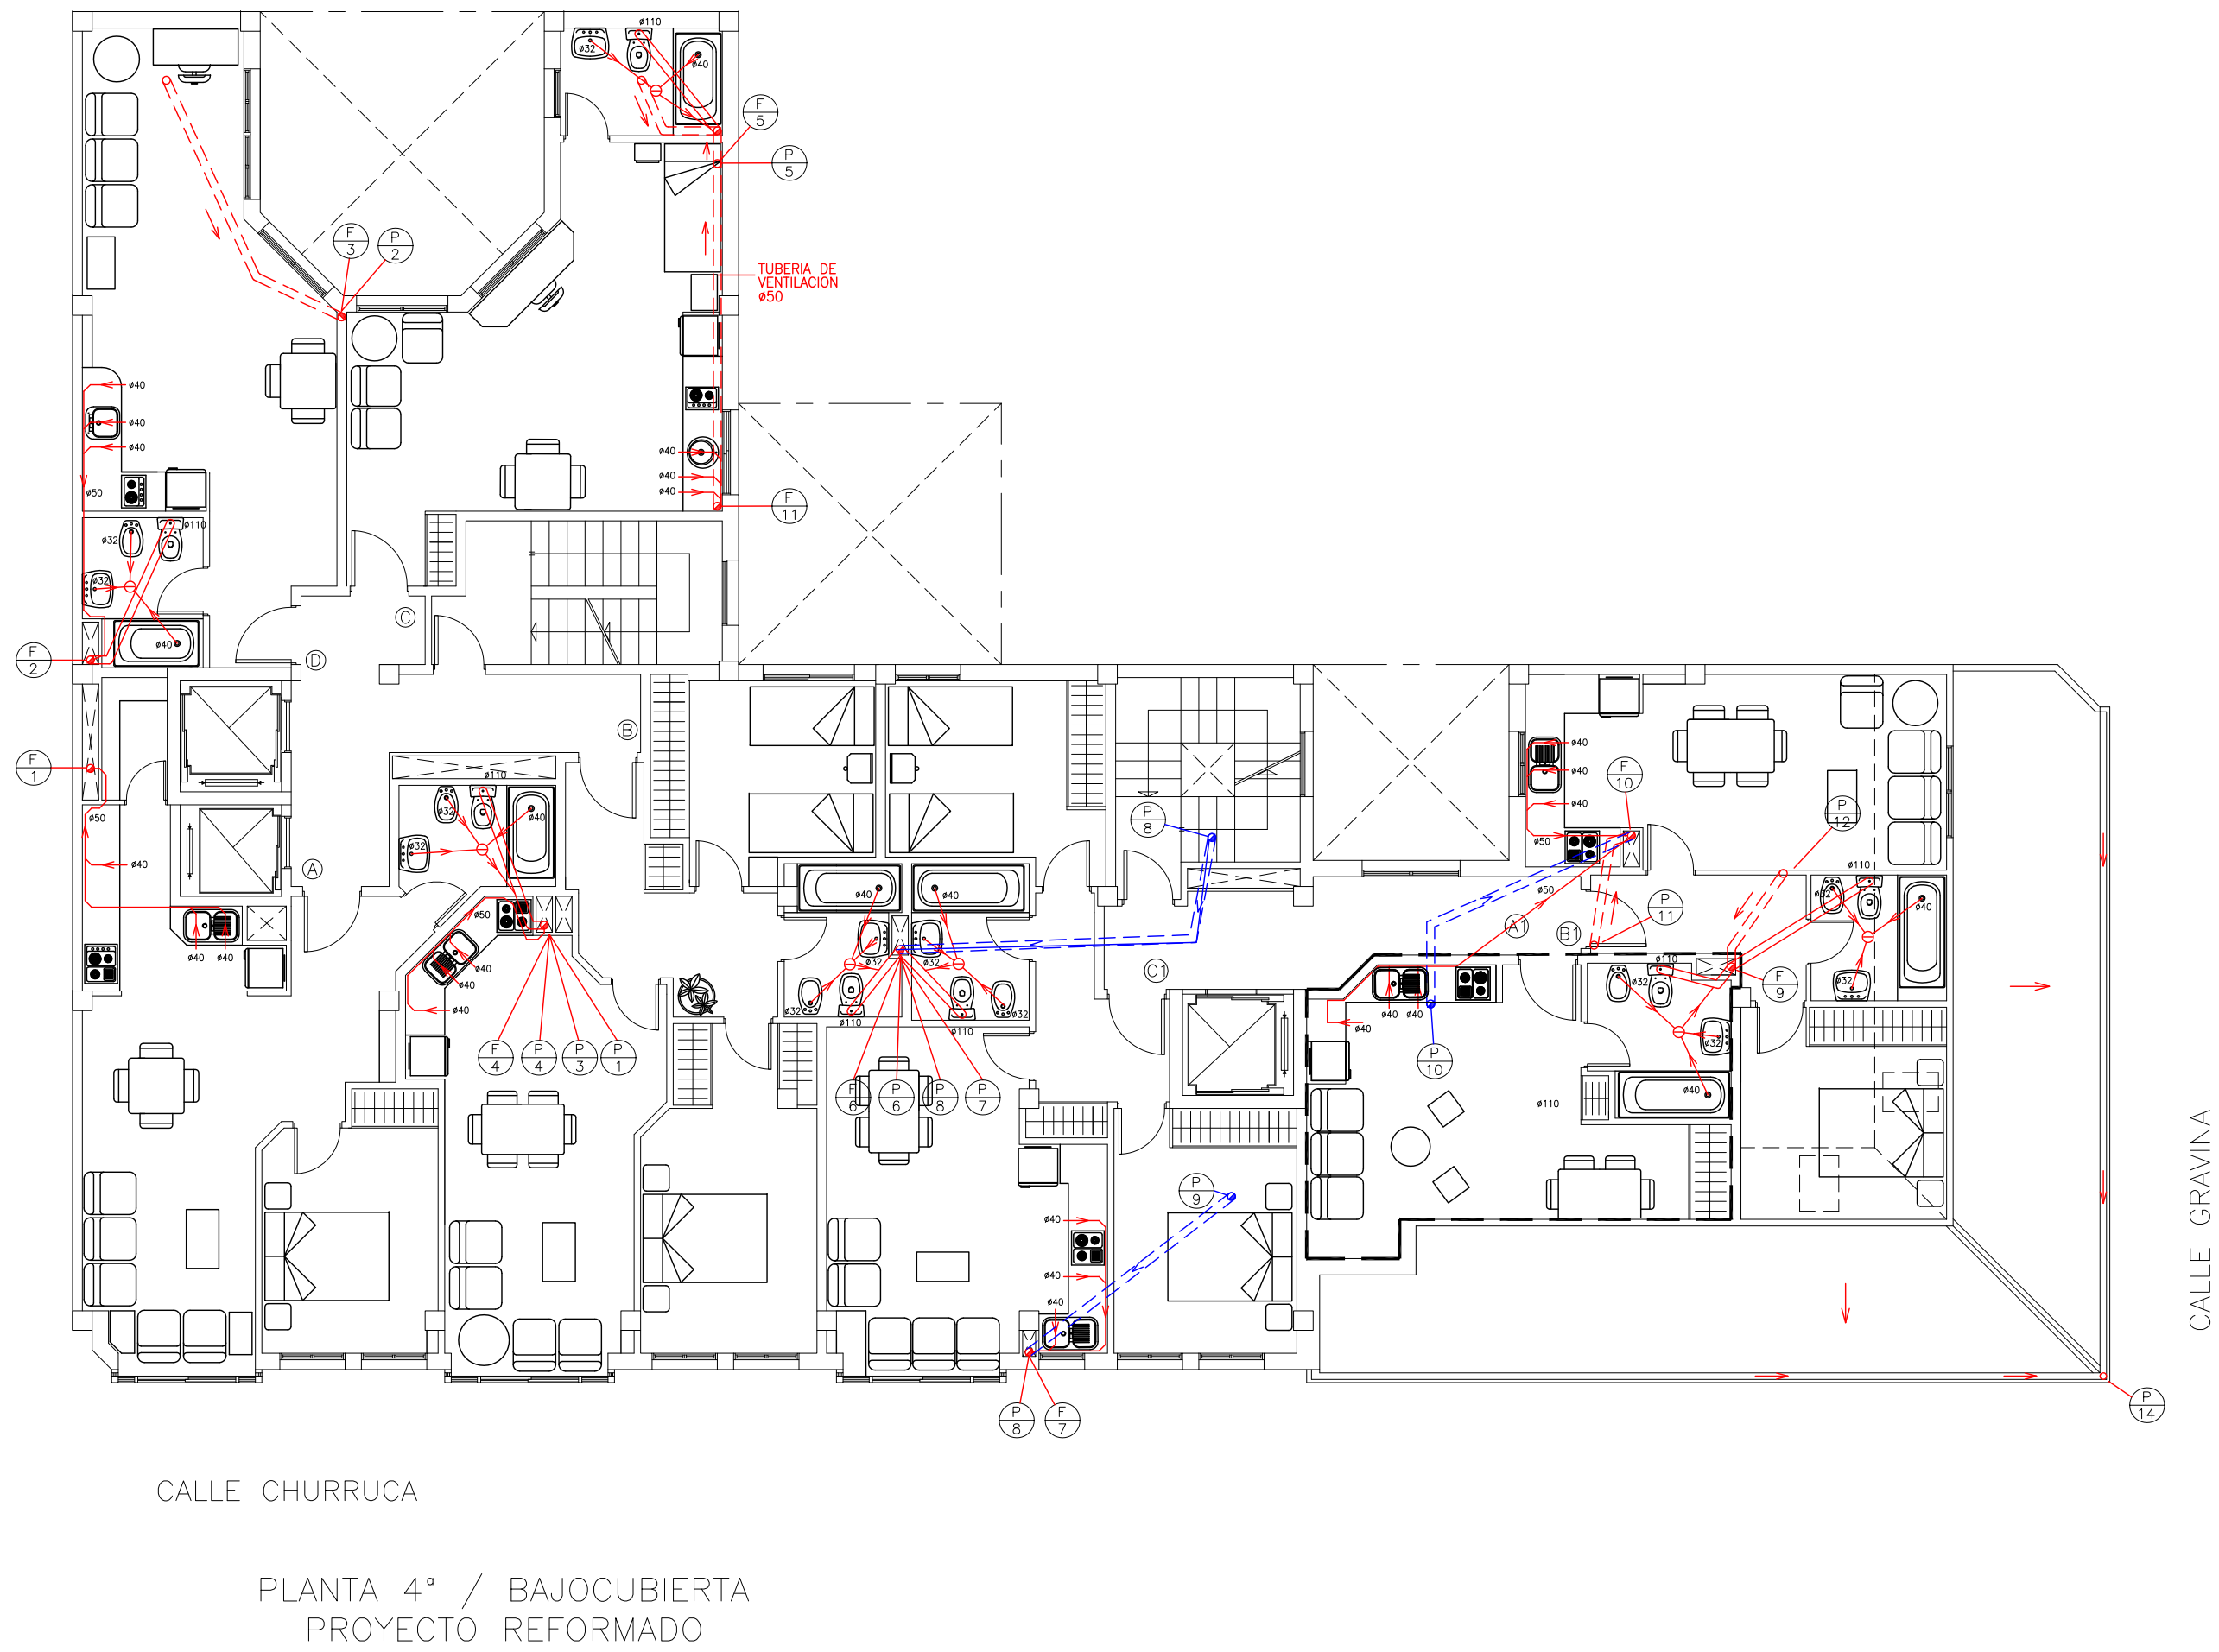 ø110
ø32
ø40
F
5
P
5
F
3
P
2
TUBERIA DE
VENTILACION
ø50
ø40
ø40
ø40
ø50
ø40
ø40
ø40
F
11
ø110
ø32
ø32
ø40
C
D
F
2
B
F
1
ø50
ø40
A
ø40
ø40
ø110
ø32
ø32
ø40
ø50
ø40
ø40
ø40
F
4
P
4
P
3
P
1
ø40
ø40
ø32
ø32
ø32
ø32
ø110
ø110
F
6
P
6
P
8
P
7
P
8
C1
P
9
ø40
ø40
ø40
P
8
F
7
ø40
ø40
ø40
ø50
F
10
P
12
ø50
A1
B1
P
11
ø110
ø32
ø40
ø32
ø110
ø32
ø32
ø40
F
9
ø40
ø40
ø40
P
10
ø110
P
14
CALLE GRAVINA
CALLE CHURRUCA
PLANTA 4ª / BAJOCUBIERTA
PROYECTO REFORMADO